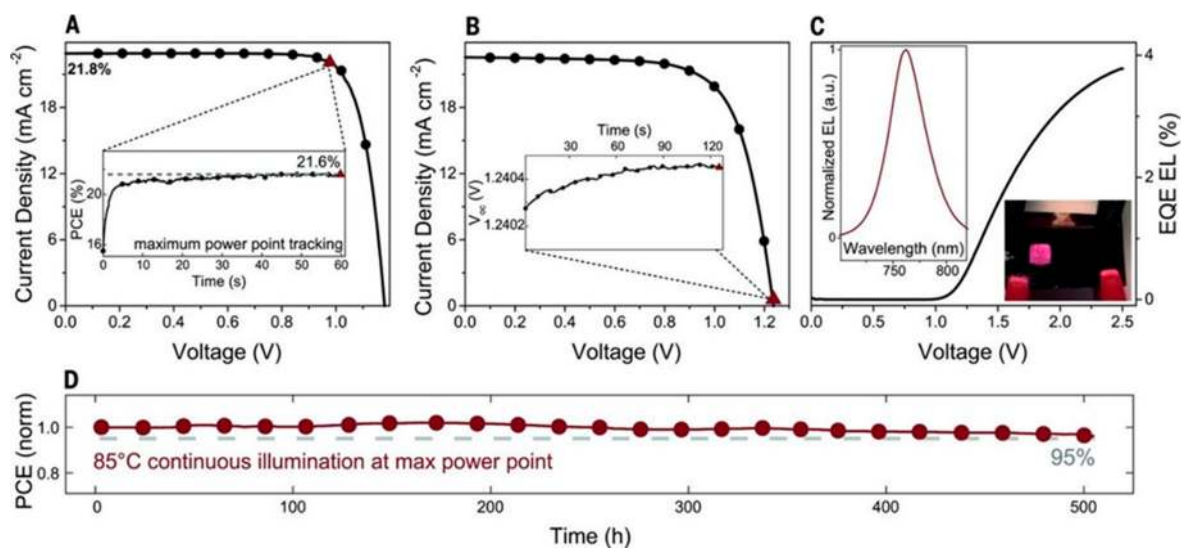 A
B
C
Current Density (mA cm⁻²)
22
18
12
6
0
21.8%
21.6%
PCE (%)
20
16
maximum power point tracking
0 10 20 30 40 50 60
Time (s)
0.0 0.2 0.4 0.6 0.8 1.0
Voltage (V)
Current Density (mA cm⁻²)
22
18
12
6
0
Time (s)
30 60 90 120
V_oc (V)
1.2404
1.2402
0.0 0.2 0.4 0.6 0.8 1.0 1.2
Voltage (V)
Normalized EL (a.u.)
1
0
Wavelength (nm)
750 800
EQE EL (%)
4
2
0
0.0 0.5 1.0 1.5 2.0 2.5
Voltage (V)
D
PCE (norm)
1.0
0.8
85°C continuous illumination at max power point
95%
0 100 200 300 400 500
Time (h)